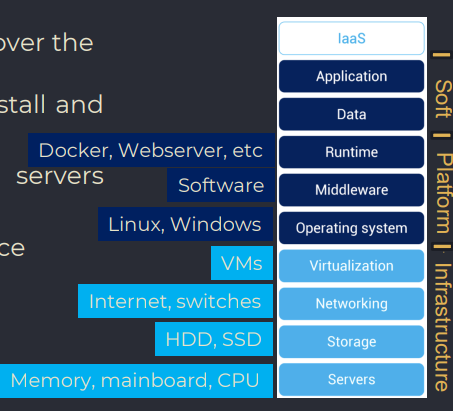 over the
stall and
servers
ce
Docker, Webserver, etc
Software
Linux, Windows
VMs
Internet, switches
HDD, SSD
Memory, mainboard, CPU
IaaS
Application
Data
Runtime
Middleware
Operating system
Virtualization
Networking
Storage
Servers
Soft
Platform
Infrastructure